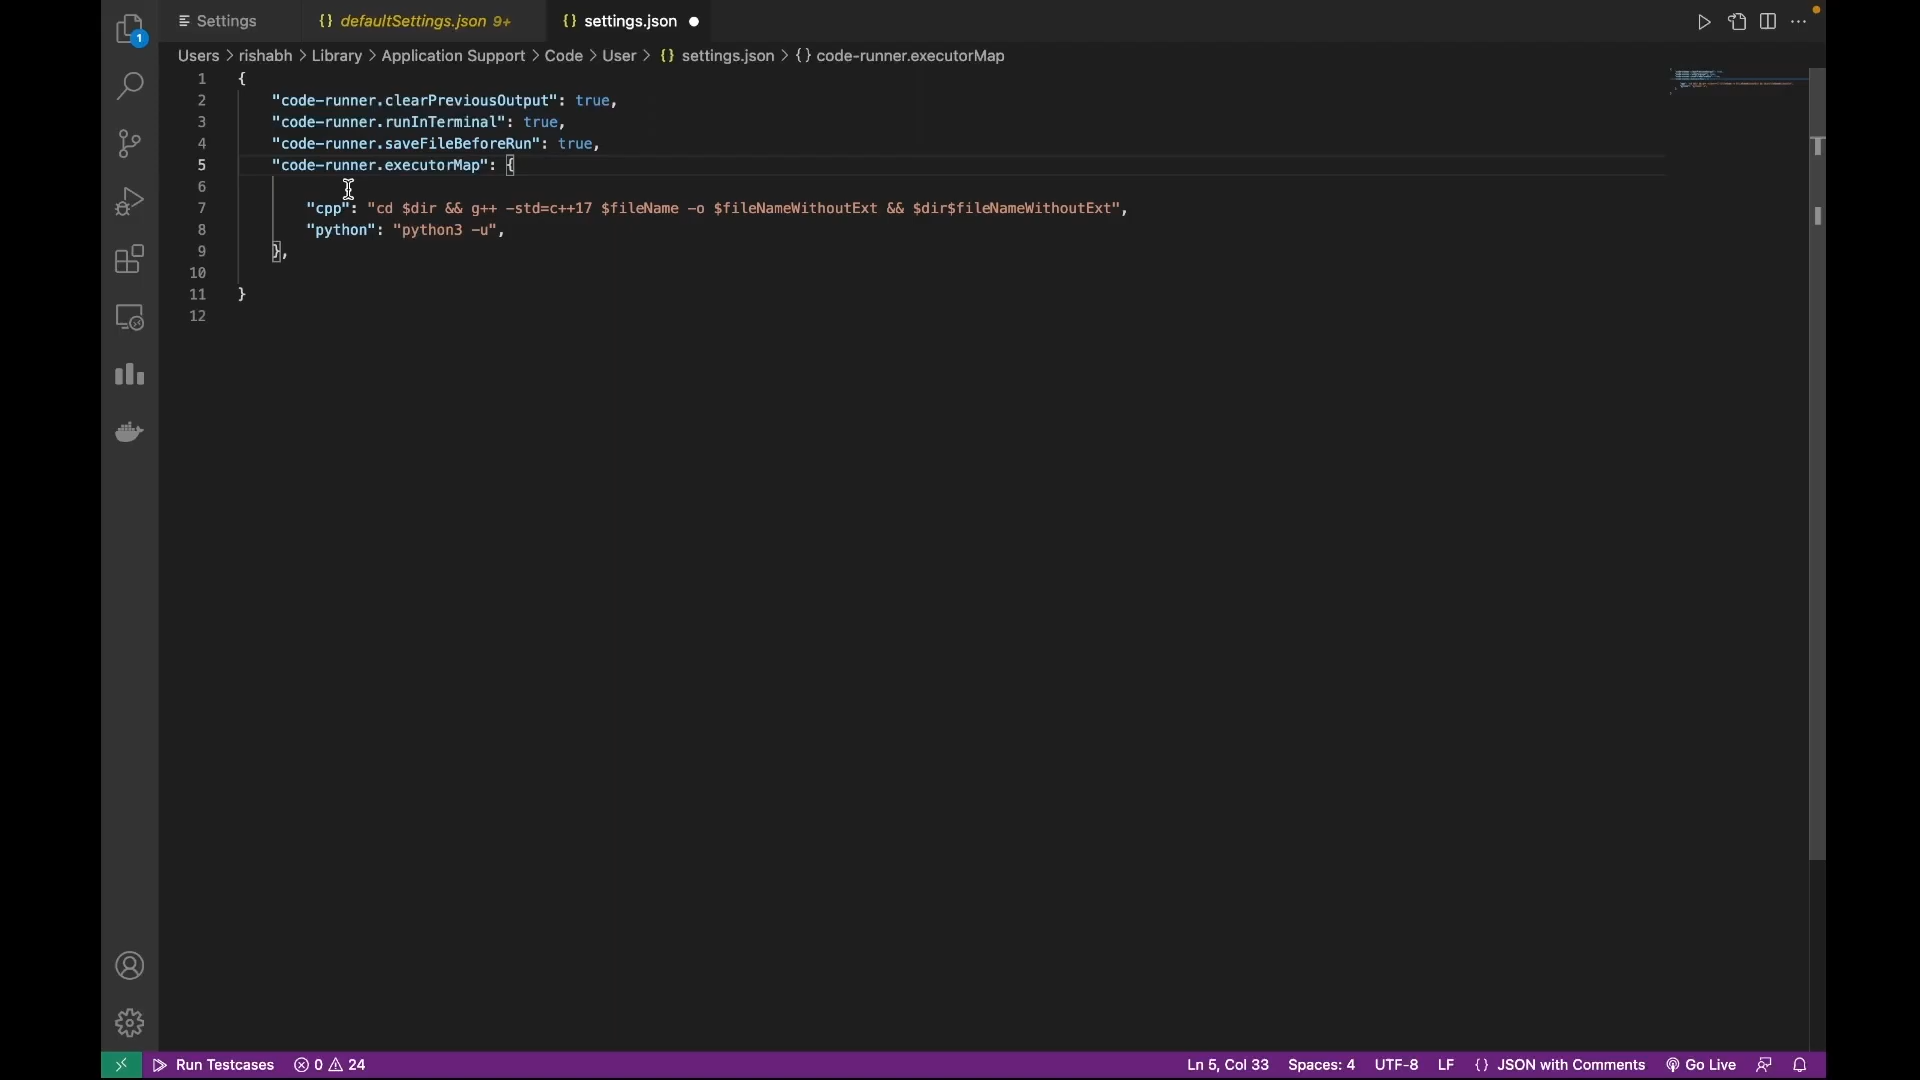 Settings
{} defaultSettings.json 9+
{} settings.json
1
Users > rishabh > Library > Application Support > Code > User > {} settings.json > {} code-runner.executorMap
1 {
2 "code-runner.clearPreviousOutput": true,
3 "code-runner.runInTerminal": true,
4 "code-runner.saveFileBeforeRun": true,
5 "code-runner.executorMap": {
6
7 "cpp": "cd $dir && g++ -std=c++17 $fileName -o $fileNameWithoutExt && $dir$fileNameWithoutExt",
8 "python": "python3 -u",
9 },
10
11 }
12
Run Testcases 0 24 Ln 5, Col 33 Spaces: 4 UTF-8 LF {} JSON with Comments Go Live